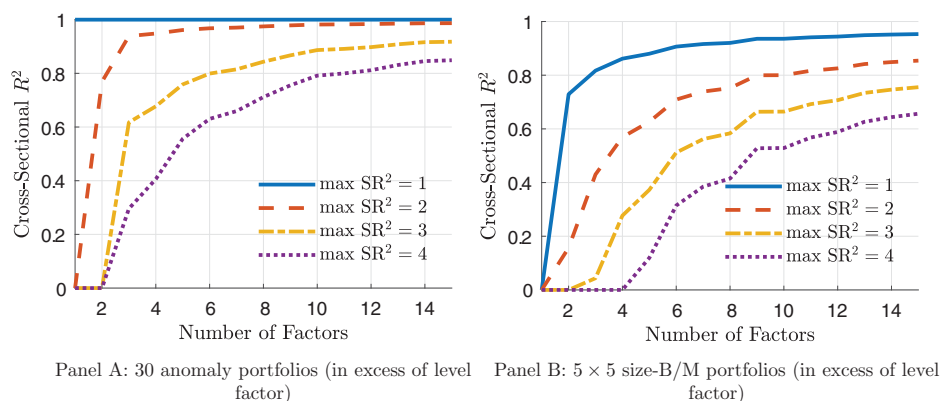 Cross-Sectional R²
1
0.8
0.6
0.4
0.2
0
max SR² = 1
max SR² = 2
max SR² = 3
max SR² = 4
2 4 6 8 10 12 14
Number of Factors
Panel A: 30 anomaly portfolios (in excess of level
factor)
Cross-Sectional R²
1
0.8
0.6
0.4
0.2
0
max SR² = 1
max SR² = 2
max SR² = 3
max SR² = 4
2 4 6 8 10 12 14
Number of Factors
Panel B: 5 × 5 size-B/M portfolios (in excess of level
factor)